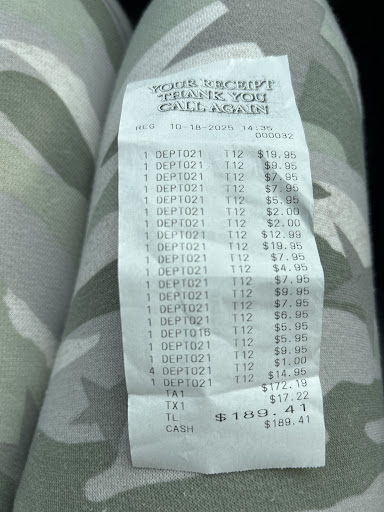 YOUR RECEIPT
THANK YOU
CALL AGAIN
REG 10-18-2025 14:35
000032
1 DEPT021 T12 $19.95
1 DEPT021 T12 $9.95
1 DEPT021 T12 $7.95
1 DEPT021 T12 $7.95
1 DEPT021 T12 $5.95
1 DEPT021 T12 $2.00
1 DEPT021 T12 $2.00
1 DEPT021 T12 $12.99
1 DEPT021 T12 $19.95
1 DEPT021 T12 $7.95
1 DEPT021 T12 $4.95
1 DEPT021 T12 $7.95
1 DEPT021 T12 $9.95
1 DEPT021 T12 $7.95
1 DEPT021 T12 $6.95
1 DEPT016 T12 $5.95
1 DEPT021 T12 $5.95
1 DEPT021 T12 $9.95
4 DEPT021 T12 $1.00
1 DEPT021 T12 $14.95
TA1 $172.19
TX1 $17.22
TL $189.41
CASH $189.41